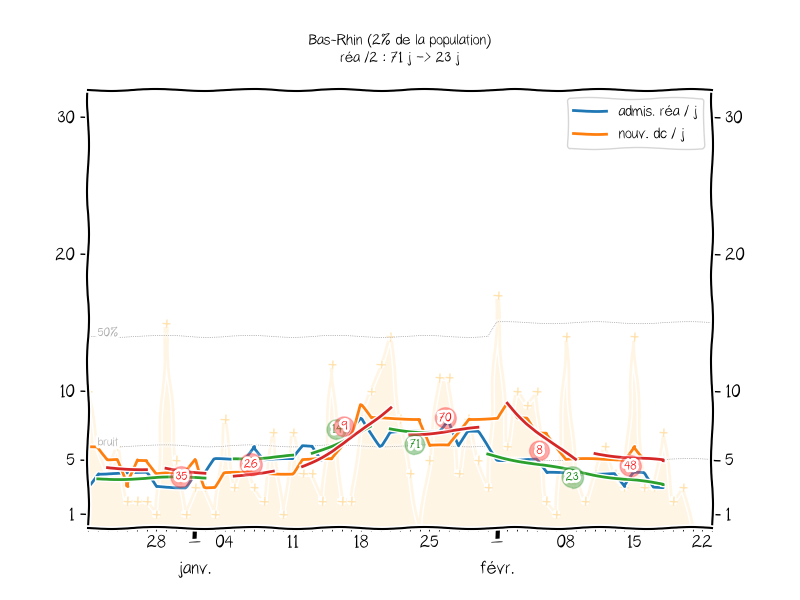 Bas-Rhin (2% de la population)
réa /2 : 71 j -> 23 j
admis. réa / j
nouv. dc / j
30 30
20 20
50%
10 10
bruit
9
70
71
8
26
48
35
23
5 5
1 1
28 04 11 18 25 08 15 22
janv. févr.